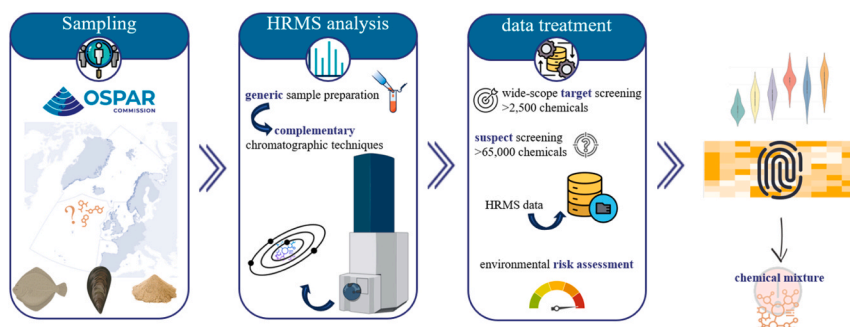 Sampling
OSPAR
COMMISSION
?
HRMS analysis
generic sample preparation
complementary
chromatographic techniques
data treatment
wide-scope target screening
>2,500 chemicals
suspect screening
>65,000 chemicals
?
HRMS data
environmental risk assessment
chemical mixture